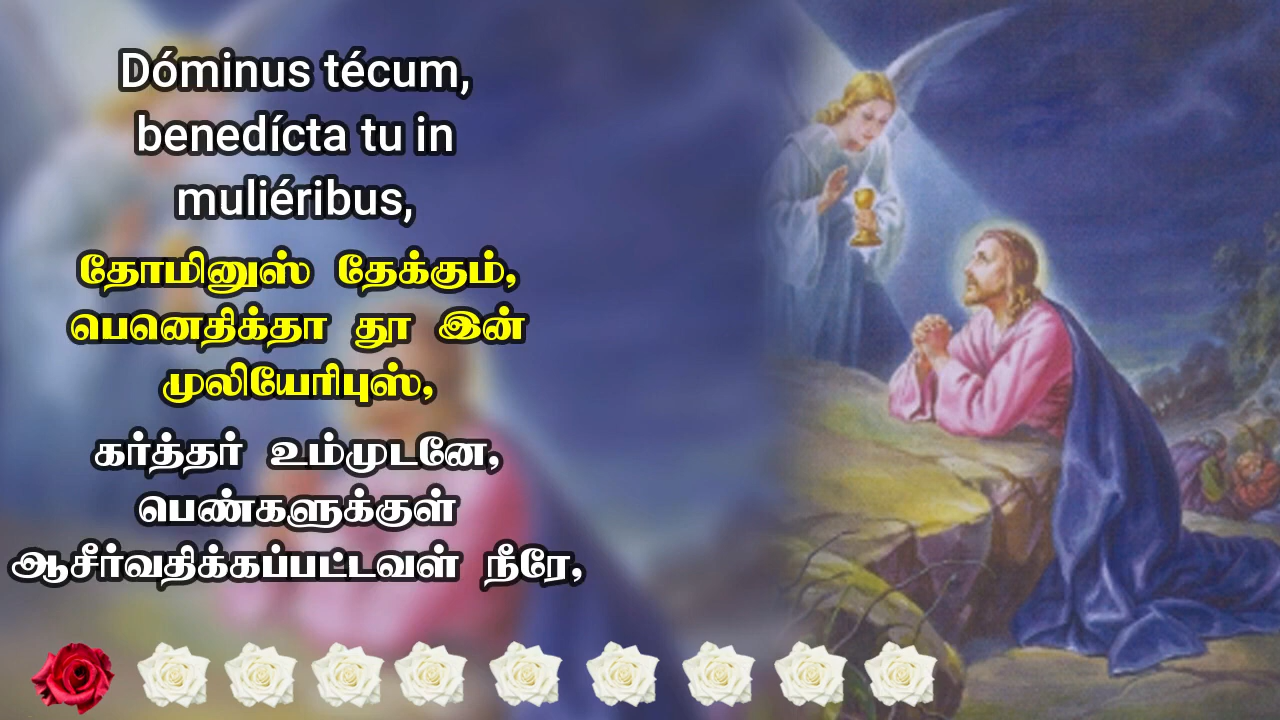 Dóminus técum,
benedícta tu in
muliéribus,
தோமினுஸ் தேக்கும்,
பெனெதிக்தா தூ இன்
முலியேரிபுஸ்,
கர்த்தர் உம்முடனே,
பெண்களுக்குள்
ஆசீர்வதிக்கப்பட்டவள் நீரே,